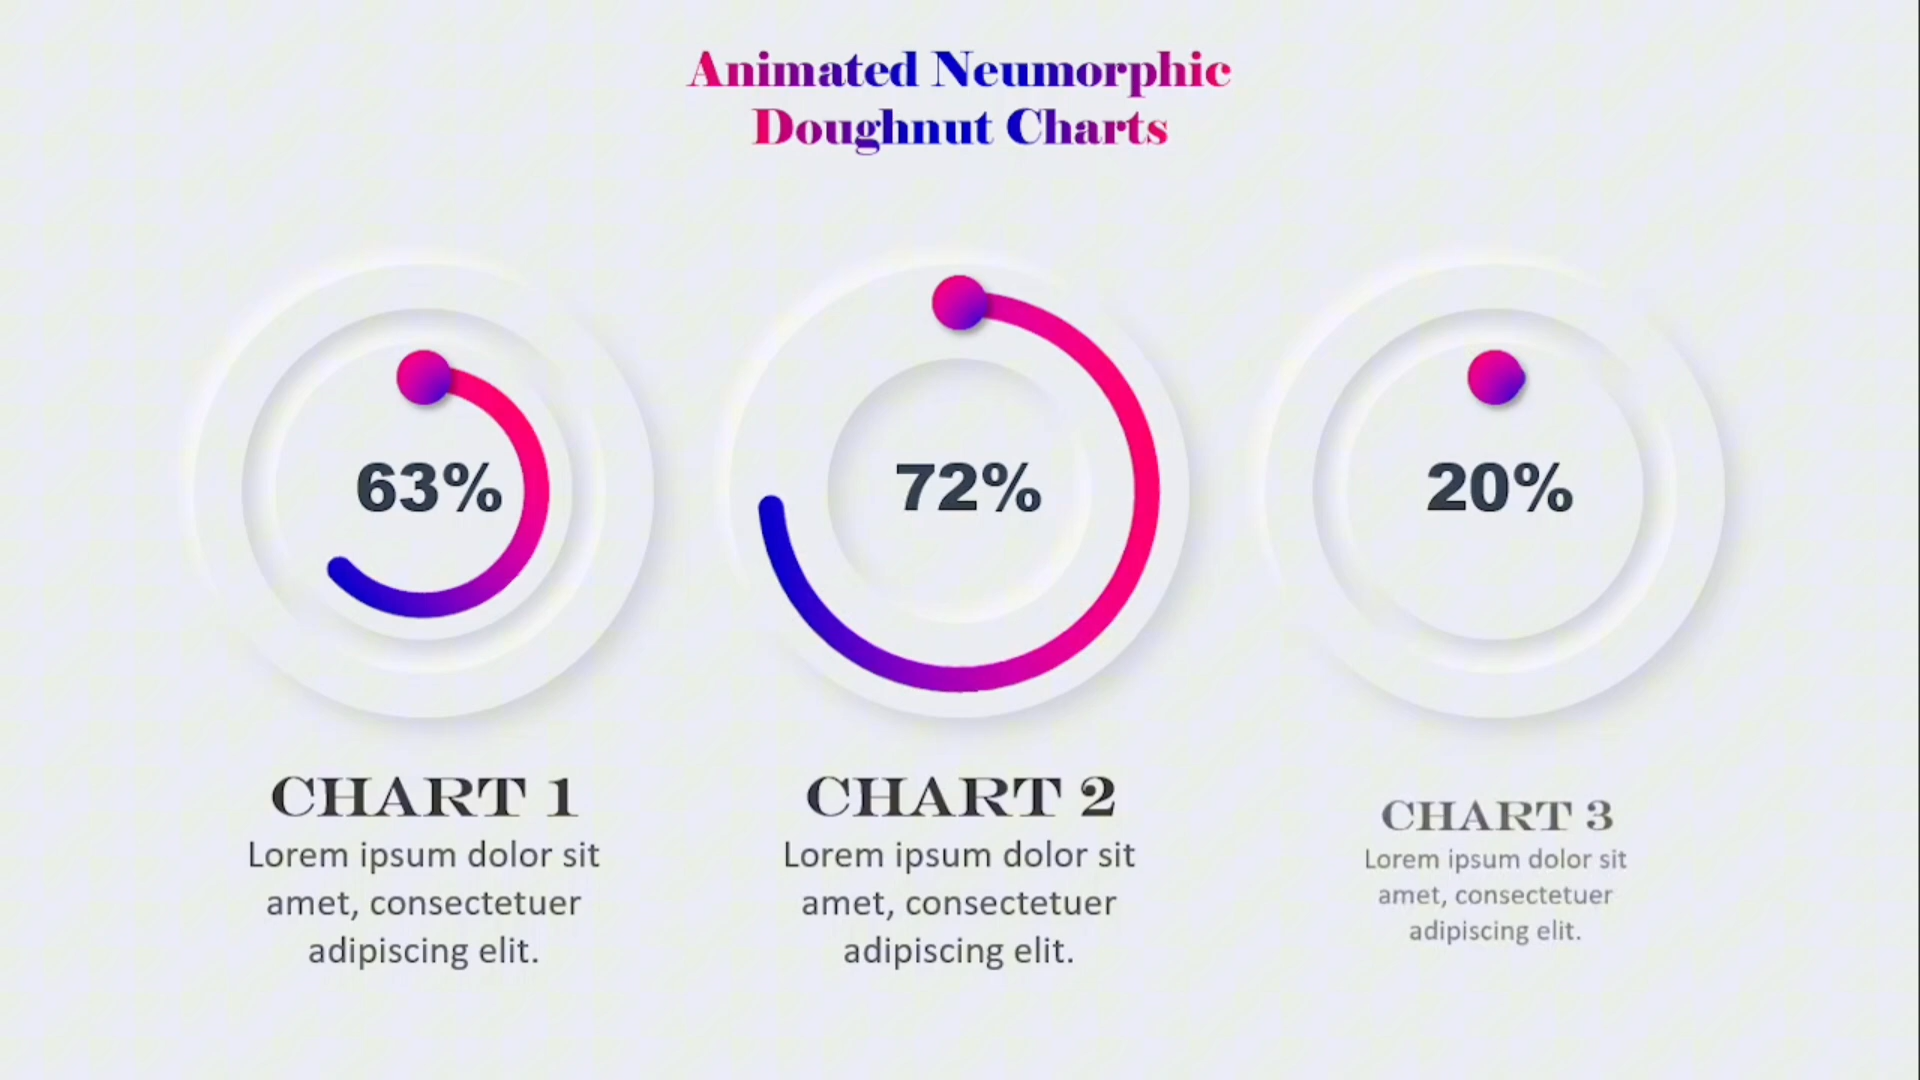 Animated Neumorphic
Doughnut Charts
63%
72%
20%
CHART 1
Lorem ipsum dolor sit
amet, consectetuer
adipiscing elit.
CHART 2
Lorem ipsum dolor sit
amet, consectetuer
adipiscing elit.
CHART 3
Lorem ipsum dolor sit
amet, consectetuer
adipiscing elit.